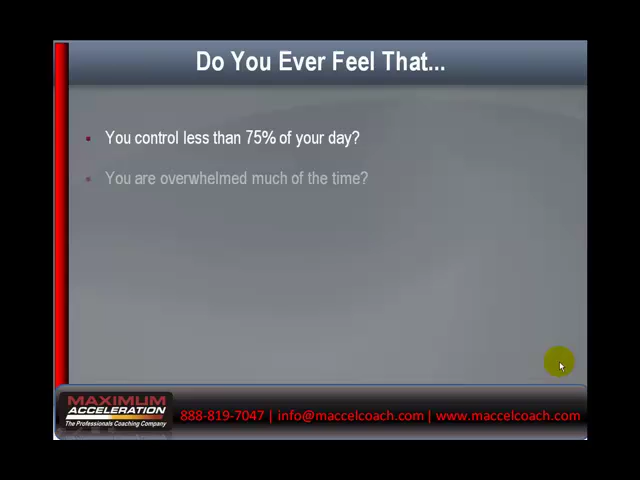 Do You Ever Feel That...
You control less than 75% of your day?
You are overwhelmed much of the time?
MAXIMUM
ACCELERATION
The Professionals Coaching Company
888-819-7047 | info@maccelcoach.com | www.maccelcoach.com